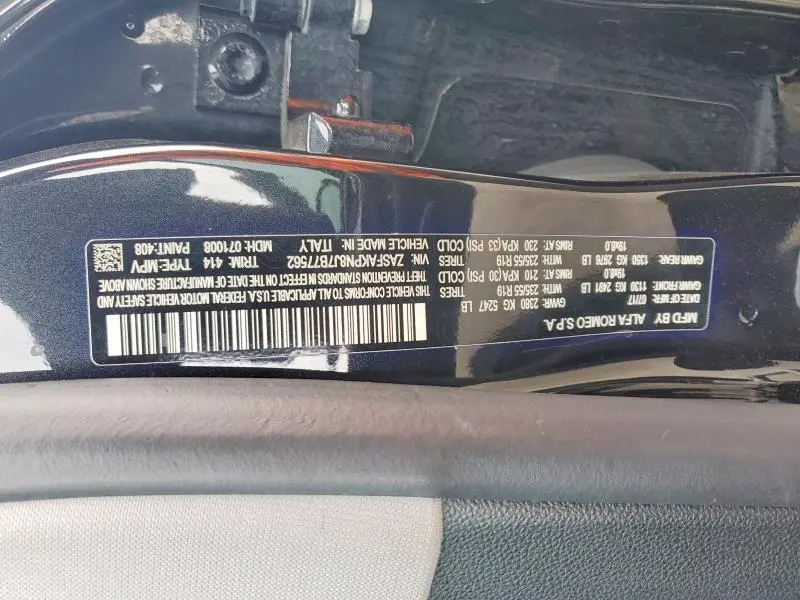 MFD BY ALFA ROMEO S.P.A.
DATE OF MFR: 07/17 GVWR: 2380 KG 5247 LB
GAWR FRONT: 1130 KG 2491 LB WITH: 235/55 R19 TIRES
19x8.0 RIMS AT: 210 KPA (30 PSI) COLD
GAWR REAR: 1350 KG 2976 LB WITH: 235/55 R19 TIRES
19x8.0 RIMS AT: 230 KPA (33 PSI) COLD
THIS VEHICLE CONFORMS TO ALL APPLICABLE U.S.A. FEDERAL MOTOR VEHICLE SAFETY AND
THEFT PREVENTION STANDARDS IN EFFECT ON THE DATE OF MANUFACTURE SHOWN ABOVE
VIN: ZASFAKPN8J7B77562 TRIM: 414 TYPE: MPV
VEHICLE MADE IN: ITALY MDH: 071008 PAINT: 408